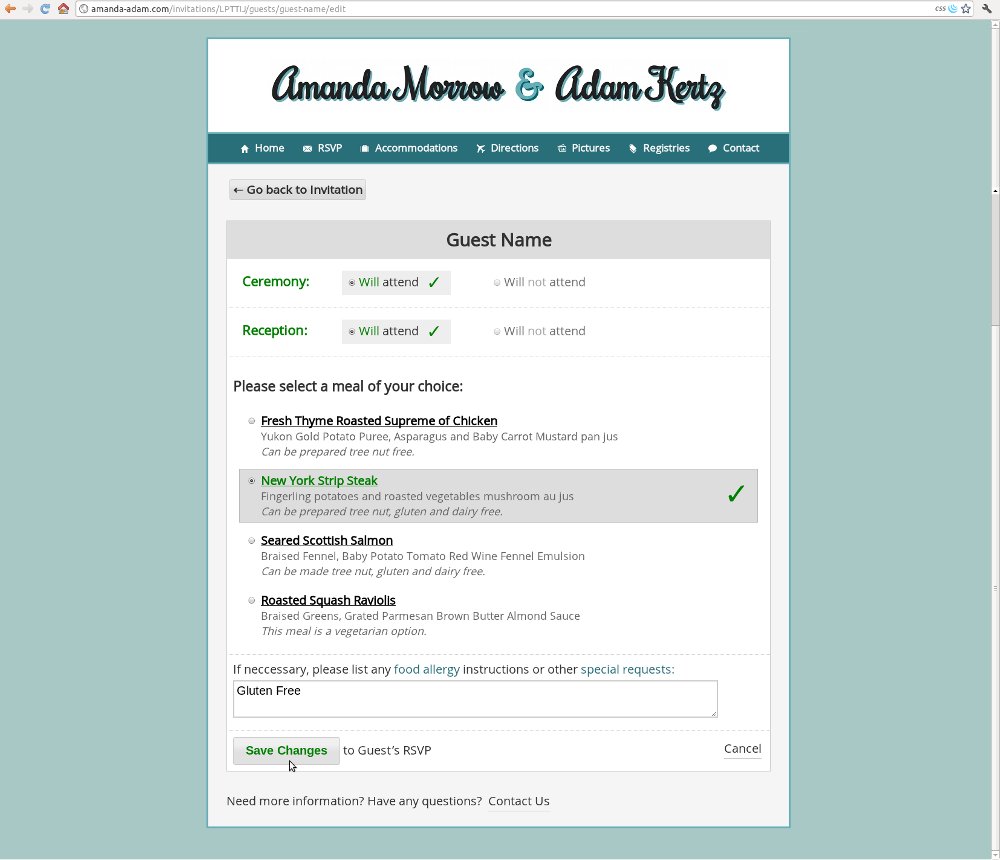 amanda-adam.com/invitations/LPTTIJ/guests/guest-name/edit
css
Amanda Morrow & Adam Kertz
Home RSVP Accommodations Directions Pictures Registries Contact
← Go back to Invitation
Guest Name
Ceremony: Will attend ✓ Will not attend
Reception: Will attend ✓ Will not attend
Please select a meal of your choice:
Fresh Thyme Roasted Supreme of Chicken
Yukon Gold Potato Puree, Asparagus and Baby Carrot Mustard pan jus
Can be prepared tree nut free.
New York Strip Steak
Fingerling potatoes and roasted vegetables mushroom au jus
Can be prepared tree nut, gluten and dairy free.
✓
Seared Scottish Salmon
Braised Fennel, Baby Potato Tomato Red Wine Fennel Emulsion
Can be made tree nut, gluten and dairy free.
Roasted Squash Raviolis
Braised Greens, Grated Parmesan Brown Butter Almond Sauce
This meal is a vegetarian option.
If neccessary, please list any food allergy instructions or other special requests:
Gluten Free
Save Changes to Guest's RSVP Cancel
Need more information? Have any questions? Contact Us